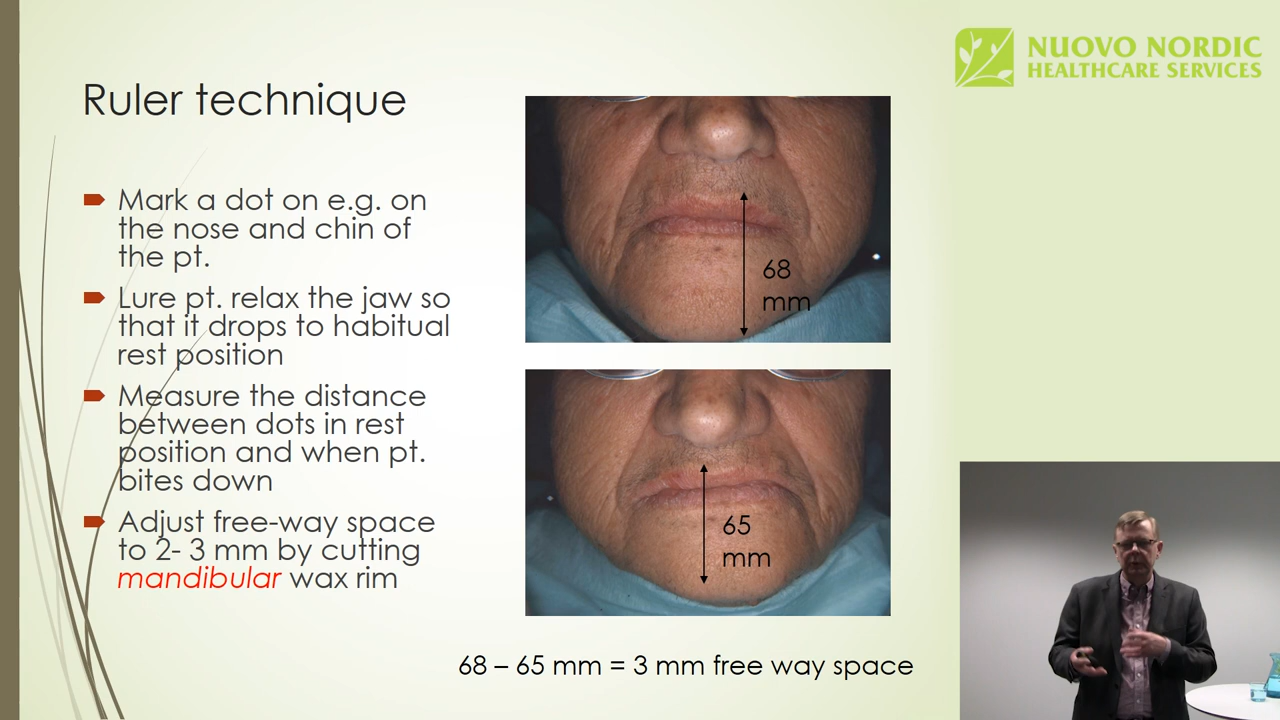 NUOVO NORDIC
HEALTHCARE SERVICES
Ruler technique
Mark a dot on e.g. on
the nose and chin of
the pt.
Lure pt. relax the jaw so
that it drops to habitual
rest position
Measure the distance
between dots in rest
position and when pt.
bites down
Adjust free-way space
to 2- 3 mm by cutting
mandibular wax rim
68
mm
65
mm
68 – 65 mm = 3 mm free way space